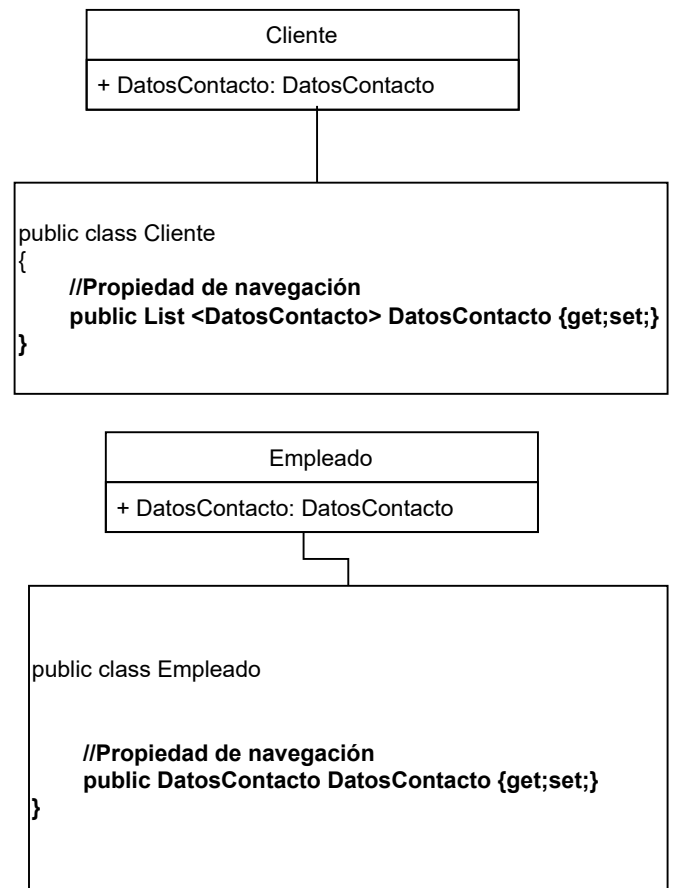 Cliente
+ DatosContacto: DatosContacto
public class Cliente
{
//Propiedad de navegación
public List <DatosContacto> DatosContacto {get;set;}
}
Empleado
+ DatosContacto: DatosContacto
public class Empleado
//Propiedad de navegación
public DatosContacto DatosContacto {get;set;}
}